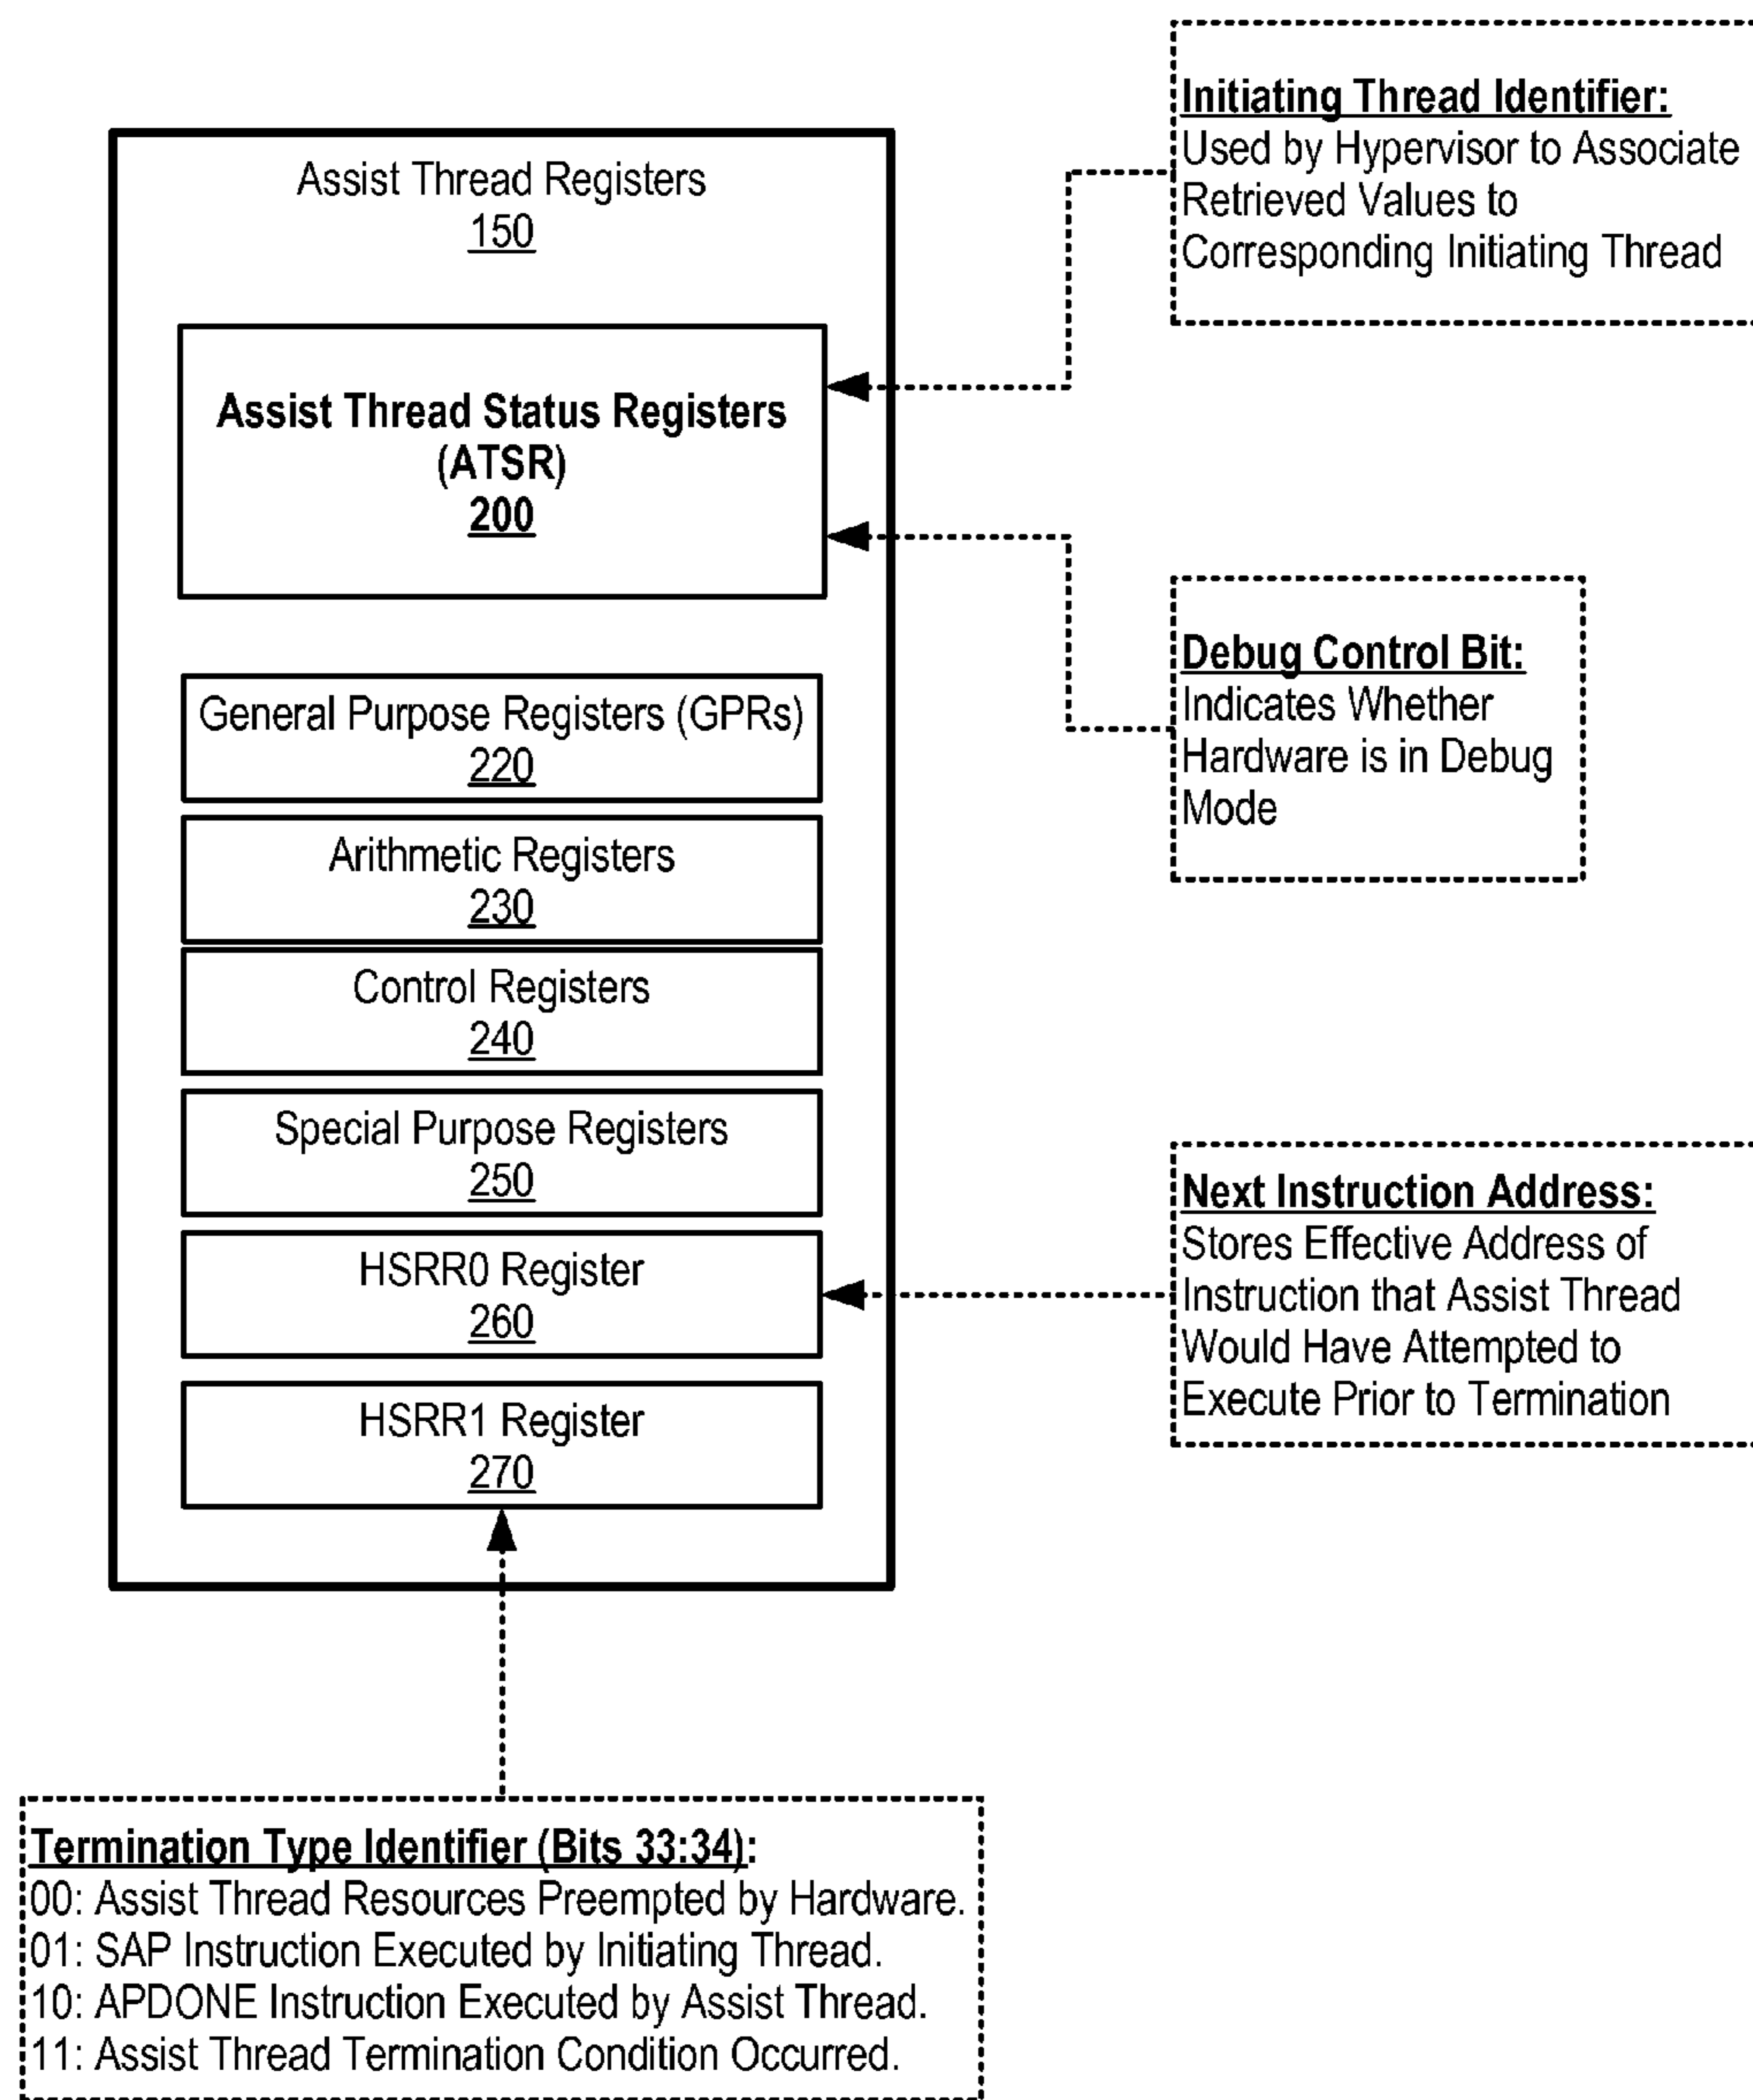 Initiating Thread Identifier:
Used by Hypervisor to Associate
Retrieved Values to
Corresponding Initiating Thread
Assist Thread Registers
150
Assist Thread Status Registers
(ATSR)
200
Debug Control Bit:
Indicates Whether
Hardware is in Debug
Mode
General Purpose Registers (GPRs)
220
Arithmetic Registers
230
Control Registers
240
Special Purpose Registers
250
HSRR0 Register
260
HSRR1 Register
270
Next Instruction Address:
Stores Effective Address of
Instruction that Assist Thread
Would Have Attempted to
Execute Prior to Termination
Termination Type Identifier (Bits 33:34):
00: Assist Thread Resources Preempted by Hardware.
01: SAP Instruction Executed by Initiating Thread.
10: APDONE Instruction Executed by Assist Thread.
11: Assist Thread Termination Condition Occurred.